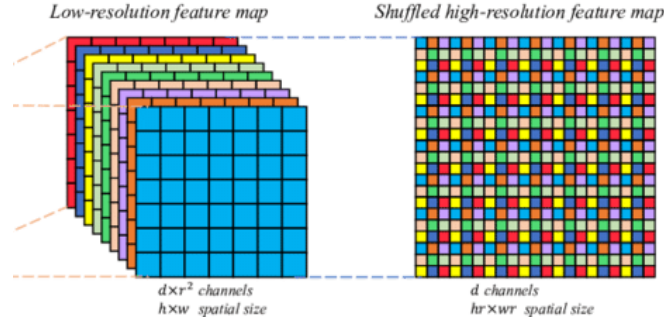 Low-resolution feature map
Shuffled high-resolution feature map
d×r² channels
h×w spatial size
d channels
hr×wr spatial size